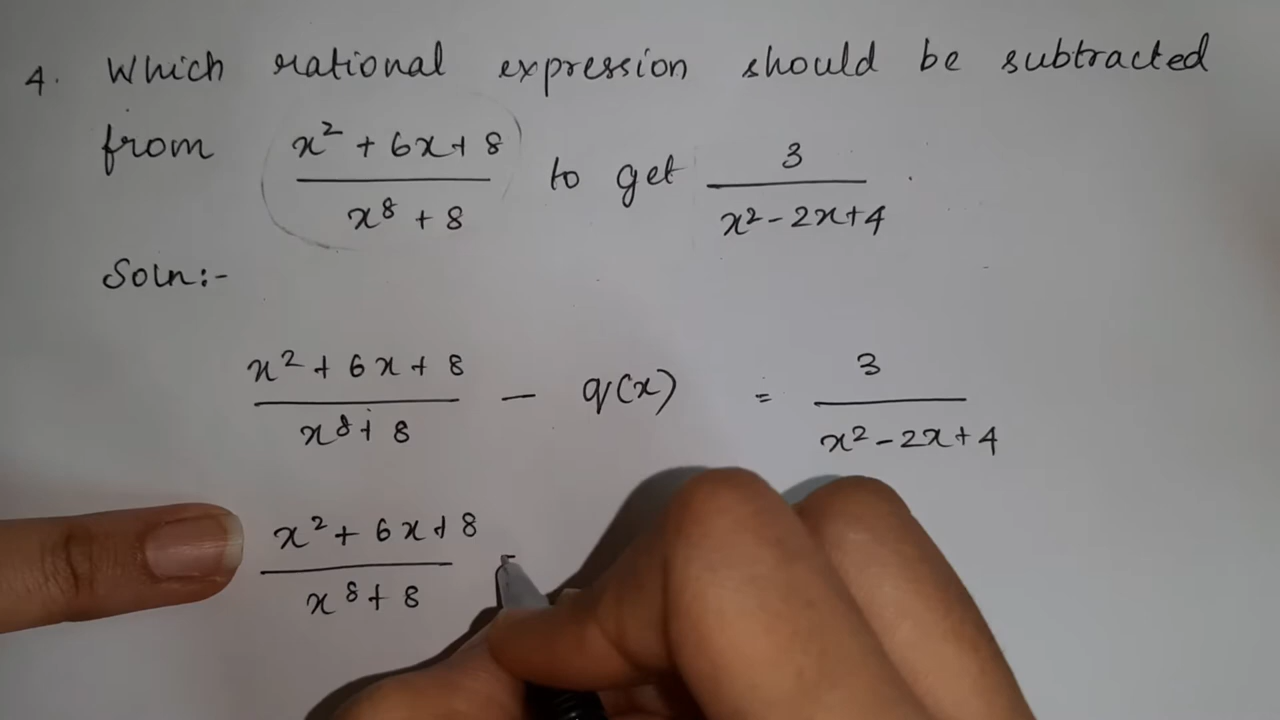 4. Which rational expression should be subtracted
from (x² + 6x + 8)/(x⁸ + 8) to get 3/(x² - 2x + 4).
Soln:-
(x² + 6x + 8)/(x⁸ + 8) - q(x) = 3/(x² - 2x + 4)
(x² + 6x + 8)/(x⁸ + 8) -